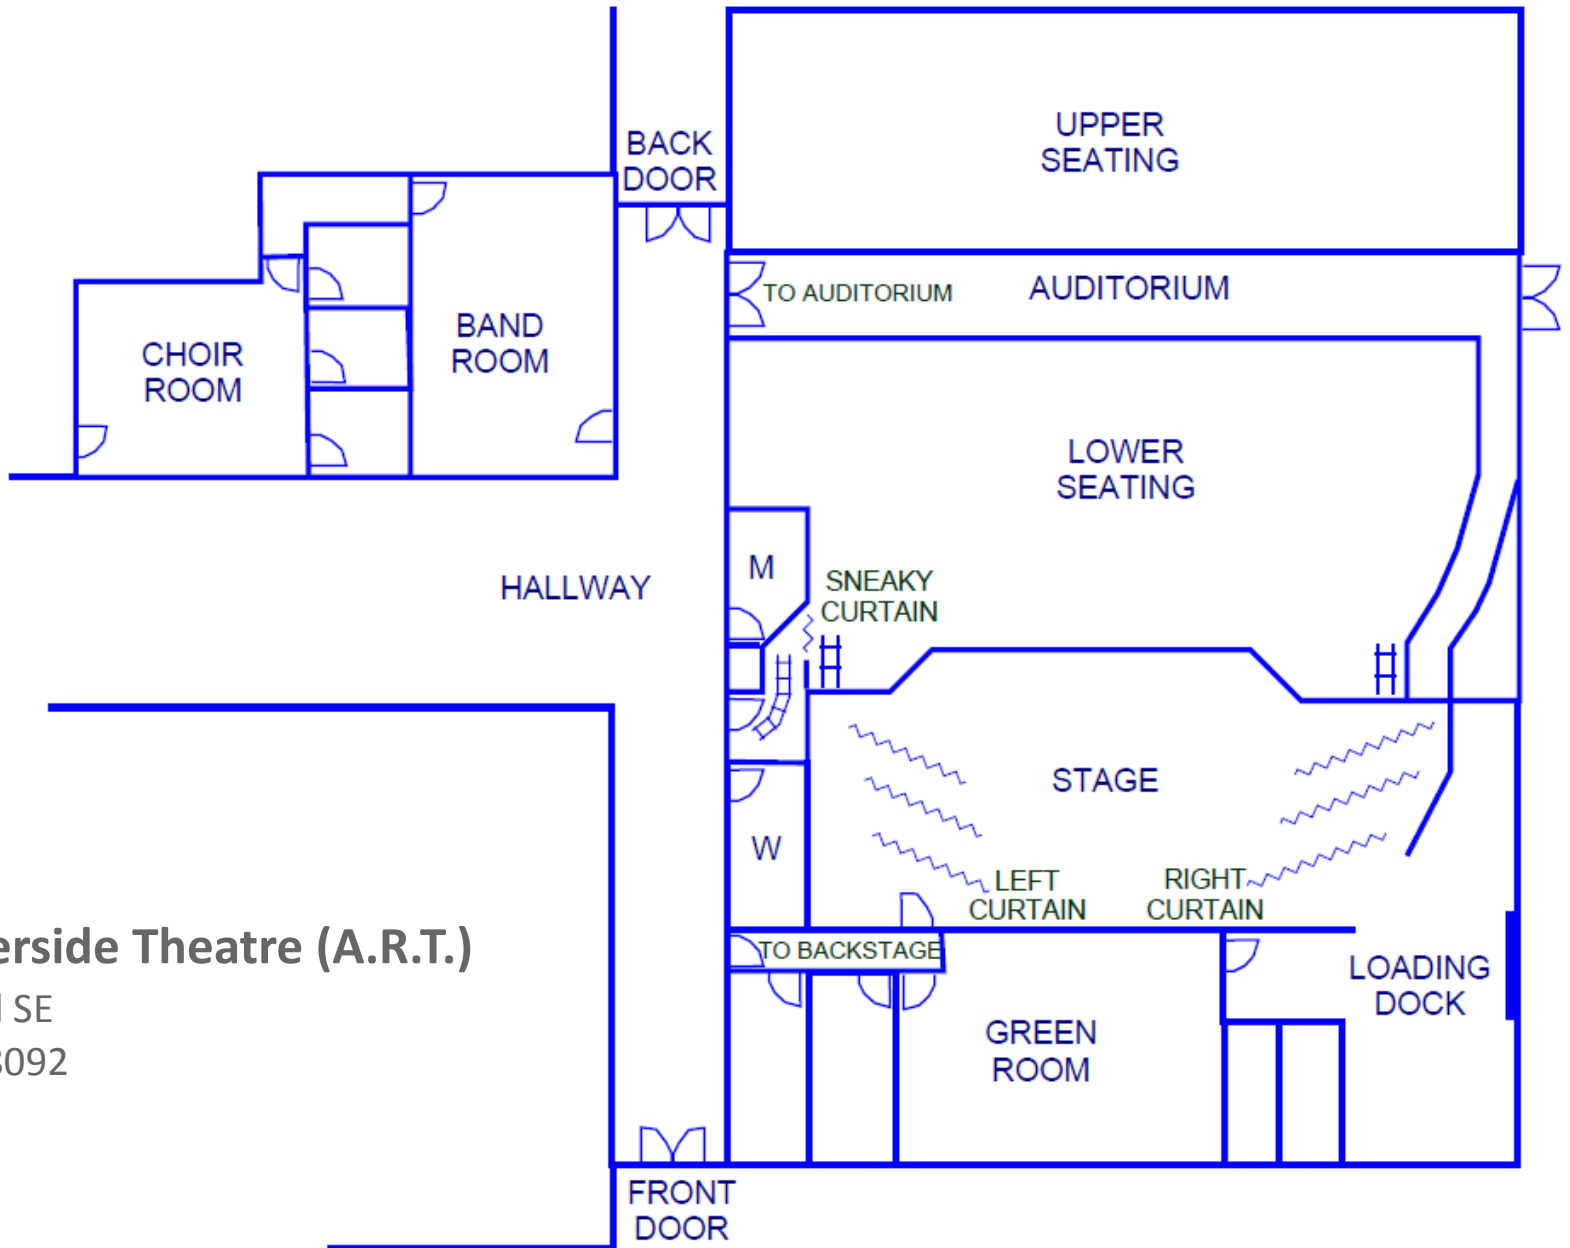 BACK
DOOR
UPPER
SEATING
TO AUDITORIUM
AUDITORIUM
CHOIR
ROOM
BAND
ROOM
LOWER
SEATING
HALLWAY
M
SNEAKY
CURTAIN
STAGE
W
LEFT
CURTAIN
RIGHT
CURTAIN
TO BACKSTAGE
LOADING
DOCK
GREEN
ROOM
erside Theatre (A.R.T.)
SE
8092
FRONT
DOOR